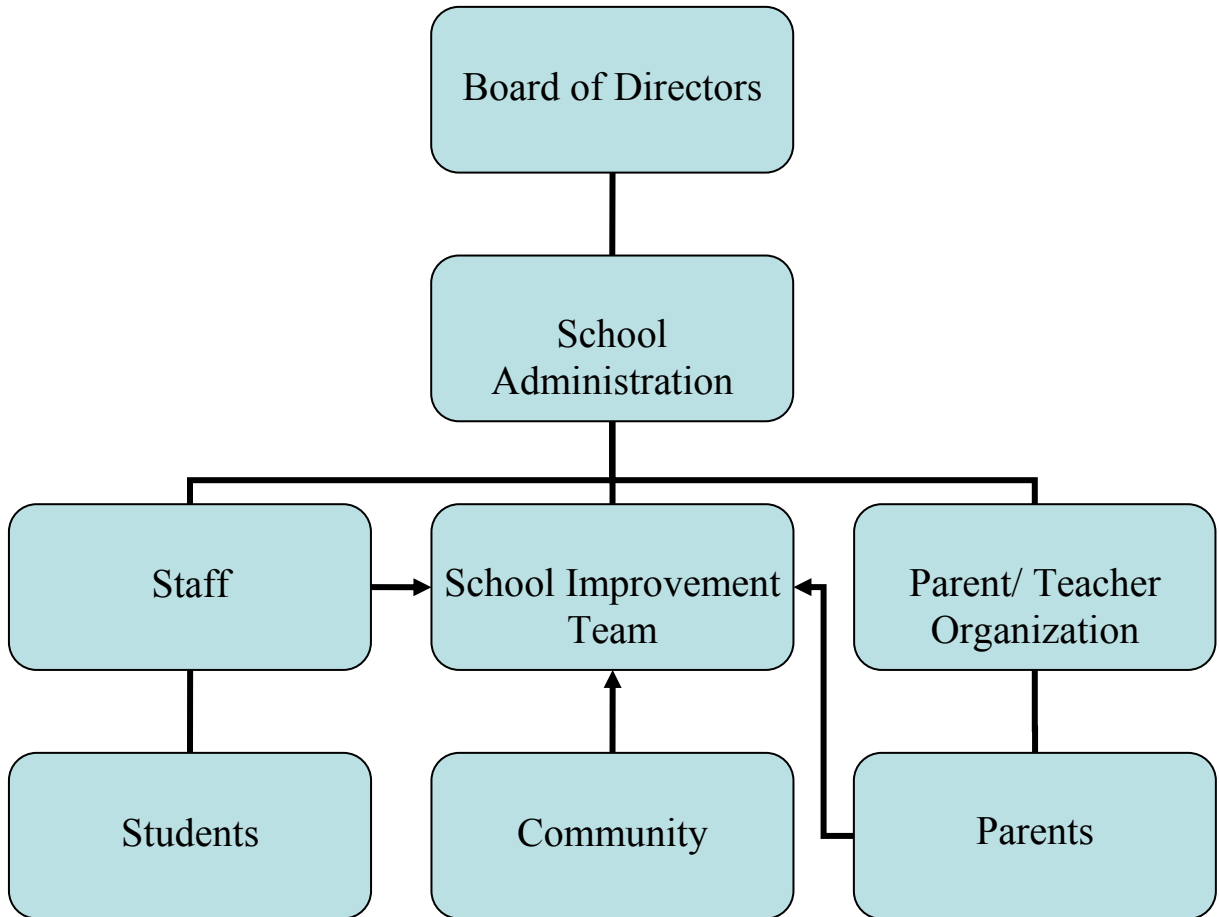 Board of Directors
School
Administration
Staff
School Improvement
Team
Parent/ Teacher
Organization
Students
Community
Parents